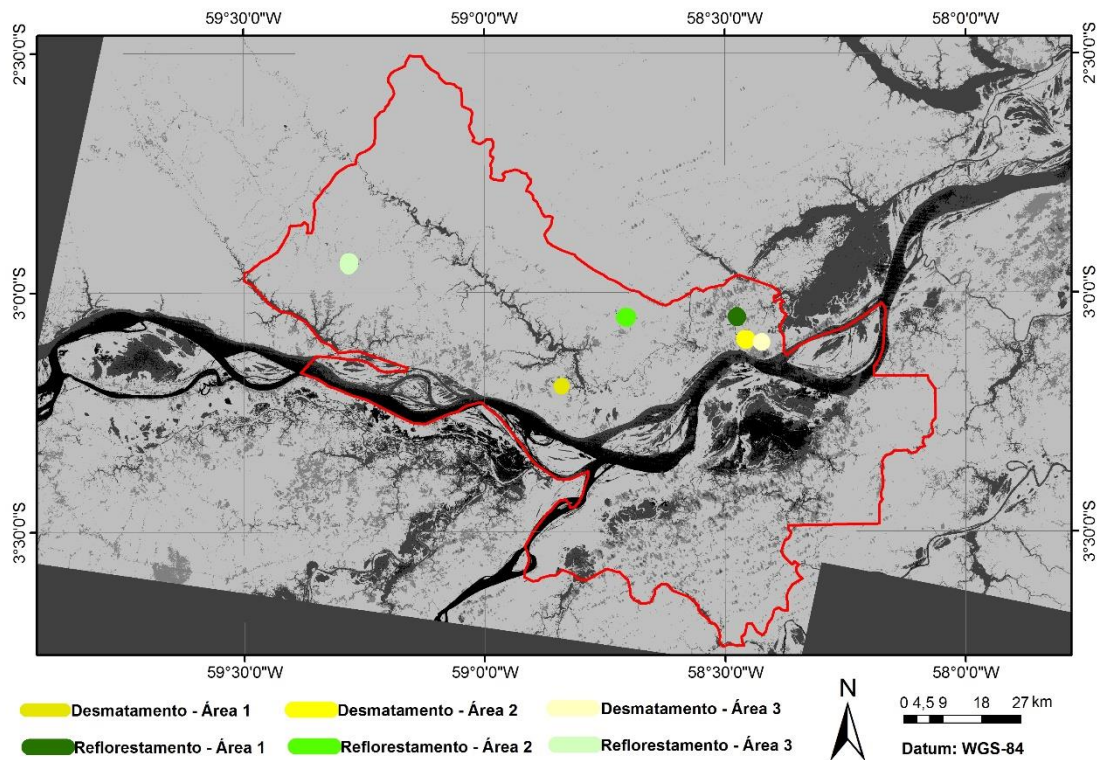 59°30'0"W 59°0'0"W 58°30'0"W 58°0'0"W
2°30'0"S 2°30'0"S
3°0'0"S 3°0'0"S
3°30'0"S 3°30'0"S
59°30'0"W 59°0'0"W 58°30'0"W 58°0'0"W
Desmatamento - Área 1 Desmatamento - Área 2 Desmatamento - Área 3
Reflorestamento - Área 1 Reflorestamento - Área 2 Reflorestamento - Área 3
N
0 4,5 9 18 27 km
Datum: WGS-84